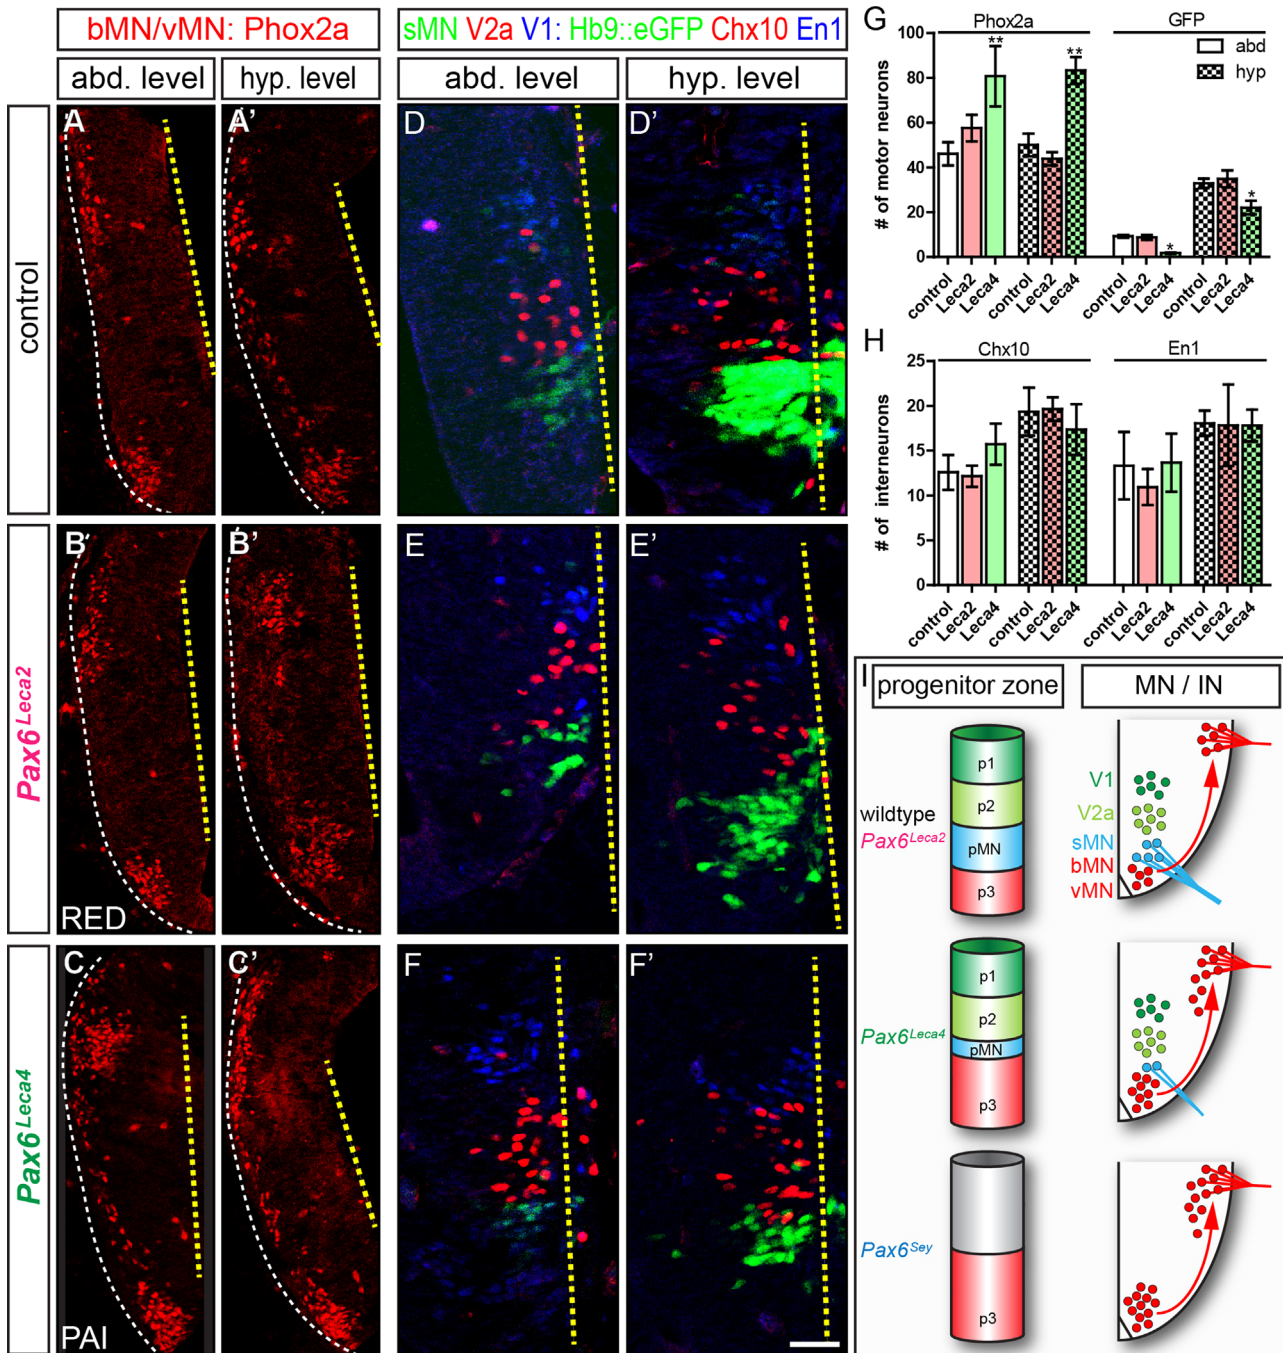 bMN/vMN: Phox2a
sMN V2a V1: Hb9::eGFP Chx10 En1
abd. level
hyp. level
abd. level
hyp. level
control
A
A'
D
D'
Pax6Leca2
B
B'
E
E'
RED
Pax6Leca4
C
C'
F
F'
PAI
G
Phox2a
GFP
# of motor neurons
100
80
60
40
20
0
**
**
*
*
abd
hyp
control
Leca2
Leca4
control
Leca2
Leca4
control
Leca2
Leca4
control
Leca2
Leca4
H
Chx10
En1
# of interneurons
25
20
15
10
5
0
control
Leca2
Leca4
control
Leca2
Leca4
control
Leca2
Leca4
control
Leca2
Leca4
I
progenitor zone
MN / IN
wildtype
Pax6Leca2
p1
p2
pMN
p3
V1
V2a
sMN
bMN
vMN
Pax6Leca4
p1
p2
pMN
p3
Pax6Sey
p3